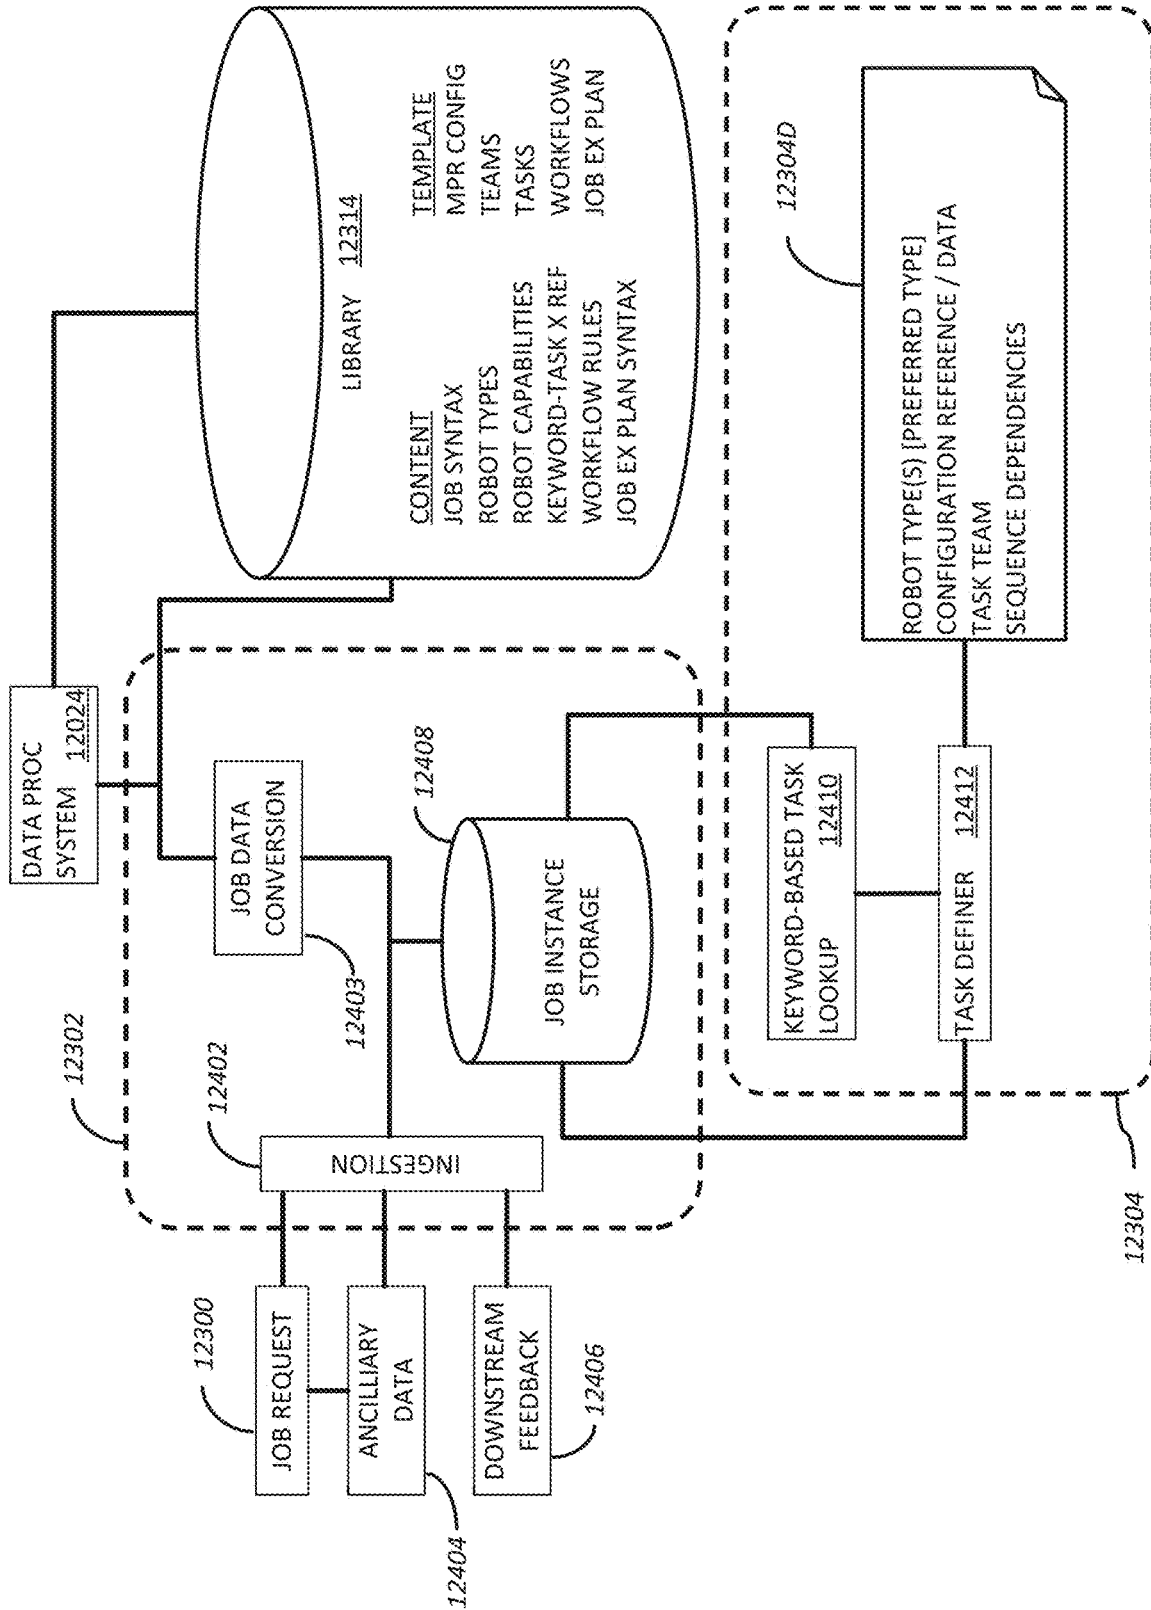 12300
JOB REQUEST
ANCILLIARY
DATA
12404
DOWNSTREAM
FEEDBACK
12406
12302
12402
INGESTION
DATA PROC
SYSTEM 12024
JOB DATA
CONVERSION
12403
12408
JOB INSTANCE
STORAGE
LIBRARY 12314
CONTENT
JOB SYNTAX
ROBOT TYPES
ROBOT CAPABILITIES
KEYWORD-TASK X REF
WORKFLOW RULES
JOB EX PLAN SYNTAX
TEMPLATE
MPR CONFIG
TEAMS
TASKS
WORKFLOWS
JOB EX PLAN
12304
KEYWORD-BASED TASK
LOOKUP 12410
TASK DEFINER 12412
12304D
ROBOT TYPE(S) [PREFERRED TYPE]
CONFIGURATION REFERENCE / DATA
TASK TEAM
SEQUENCE DEPENDENCIES